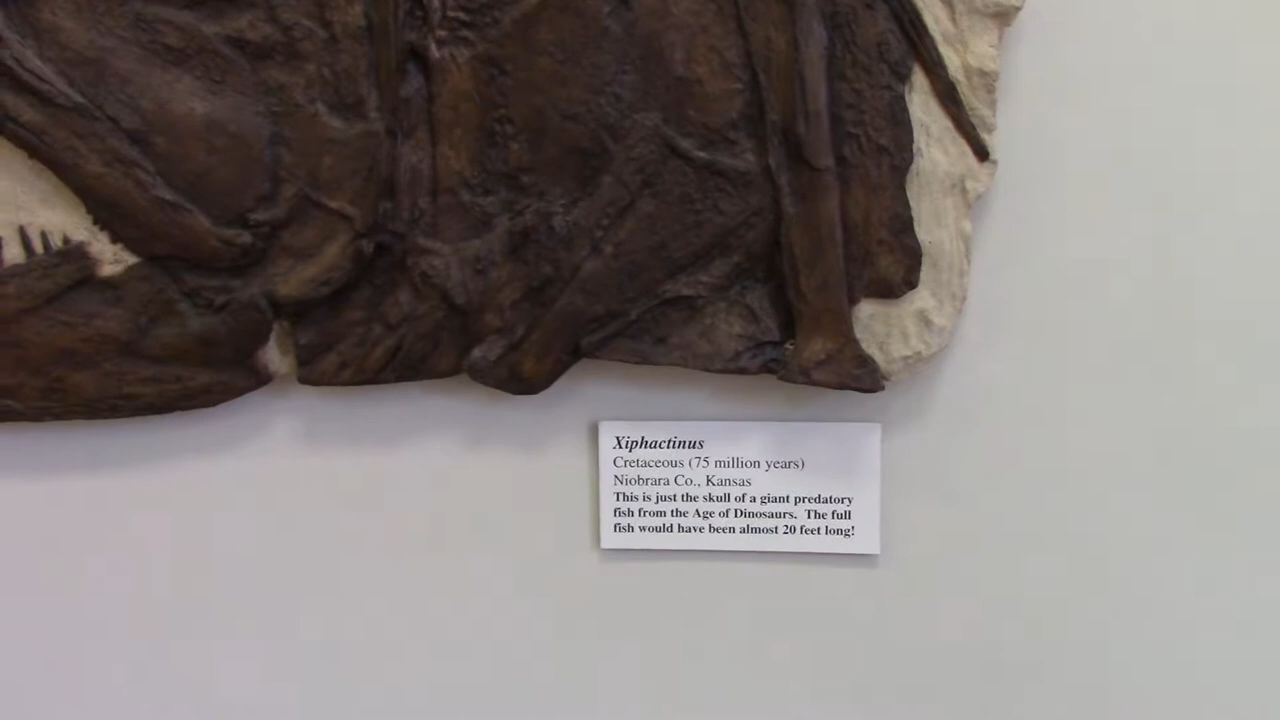 Xiphactinus
Cretaceous (75 million years)
Niobrara Co., Kansas
This is just the skull of a giant predatory
fish from the Age of Dinosaurs.  The full
fish would have been almost 20 feet long!